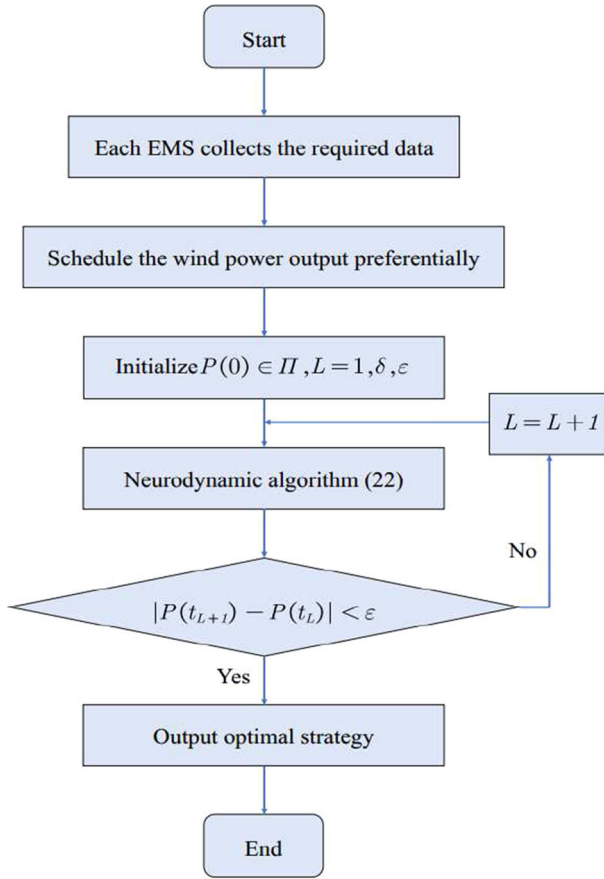 Start
Each EMS collects the required data
Schedule the wind power output preferentially
Initialize P(0) ∈ Π, L = 1, δ, ε
L = L + 1
Neurodynamic algorithm (22)
No
|P(t_{L+1}) − P(t_L)| < ε
Yes
Output optimal strategy
End